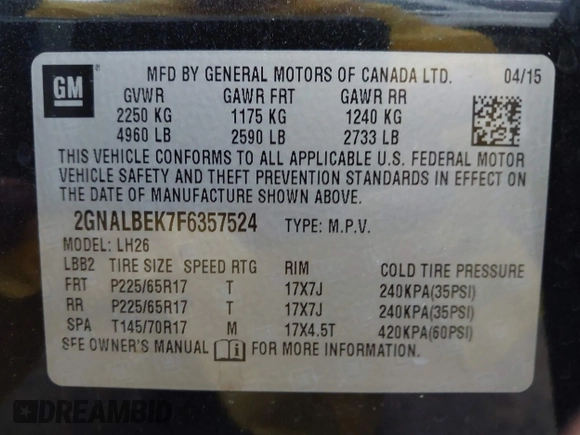 GM
MFD BY GENERAL MOTORS OF CANADA LTD. 04/15
GVWR GAWR FRT GAWR RR
2250 KG 1175 KG 1240 KG
4960 LB 2590 LB 2733 LB
THIS VEHICLE CONFORMS TO ALL APPLICABLE U.S. FEDERAL MOTOR
VEHICLE SAFETY AND THEFT PREVENTION STANDARDS IN EFFECT ON
THE DATE OF MANUFACTURE SHOWN ABOVE.
2GNALBEK7F6357524 TYPE: M.P.V.
MODEL: LH26
LBB2 TIRE SIZE SPEED RTG RIM COLD TIRE PRESSURE
FRT P225/65R17 T 17X7J 240KPA(35PSI)
RR P225/65R17 T 17X7J 240KPA(35PSI)
SPA T145/70R17 M 17X4.5T 420KPA(60PSI)
SEE OWNER'S MANUAL FOR MORE INFORMATION.
DREAMBID